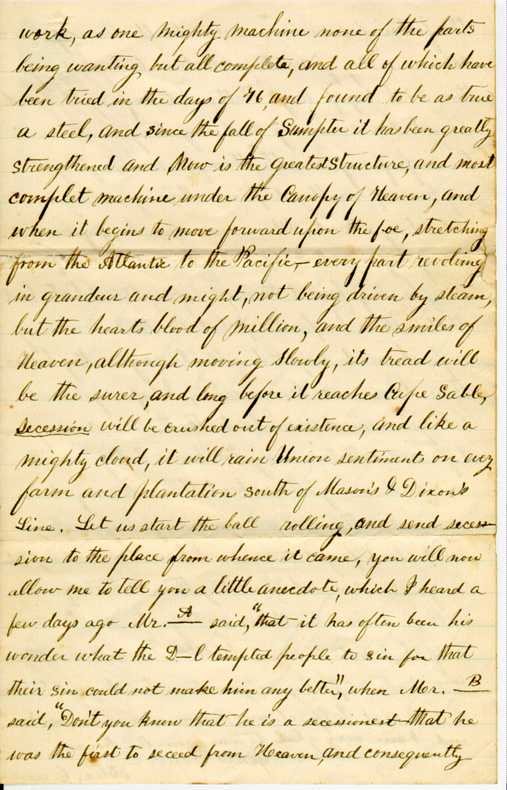 work, as one mighty machine none of the parts
being wanting but all complete, and all of which have
been tried in the days of 76, and found to be as true
a steel, and since the fall of Sumpter it has been greatly
strengthened and Now is the greatest structure, and most
complet machine under the Canopy of Heaven, and
when it begins to move forward upon the foe, stretching
from the Atlantic to the Pacific,— every part revolving
in grandeur and might, not being driven by steam,
but the hearts blood of million, and the smiles of
Heaven, although moving slowly, its tread will
be the surer, and long before it reaches Cape Sable,
Secession will be crushed out of existence, and like a
mighty cloud, it will rain Union sentiments on evry
farm and plantation South of Mason's & Dixon's
Line. Let us start the ball rolling, and send seces-
sion to the place from whence it came, you will now
allow me to tell you a little anecdote, which I heard a
few days ago Mr. A said, "that it has often been his
wonder what the D—l tempted people to sin for that
their sin could not make him any better", when Mr. B
said, "Don't you know that he is a secessionest that he
was the first to seceed from Heaven, and consequently